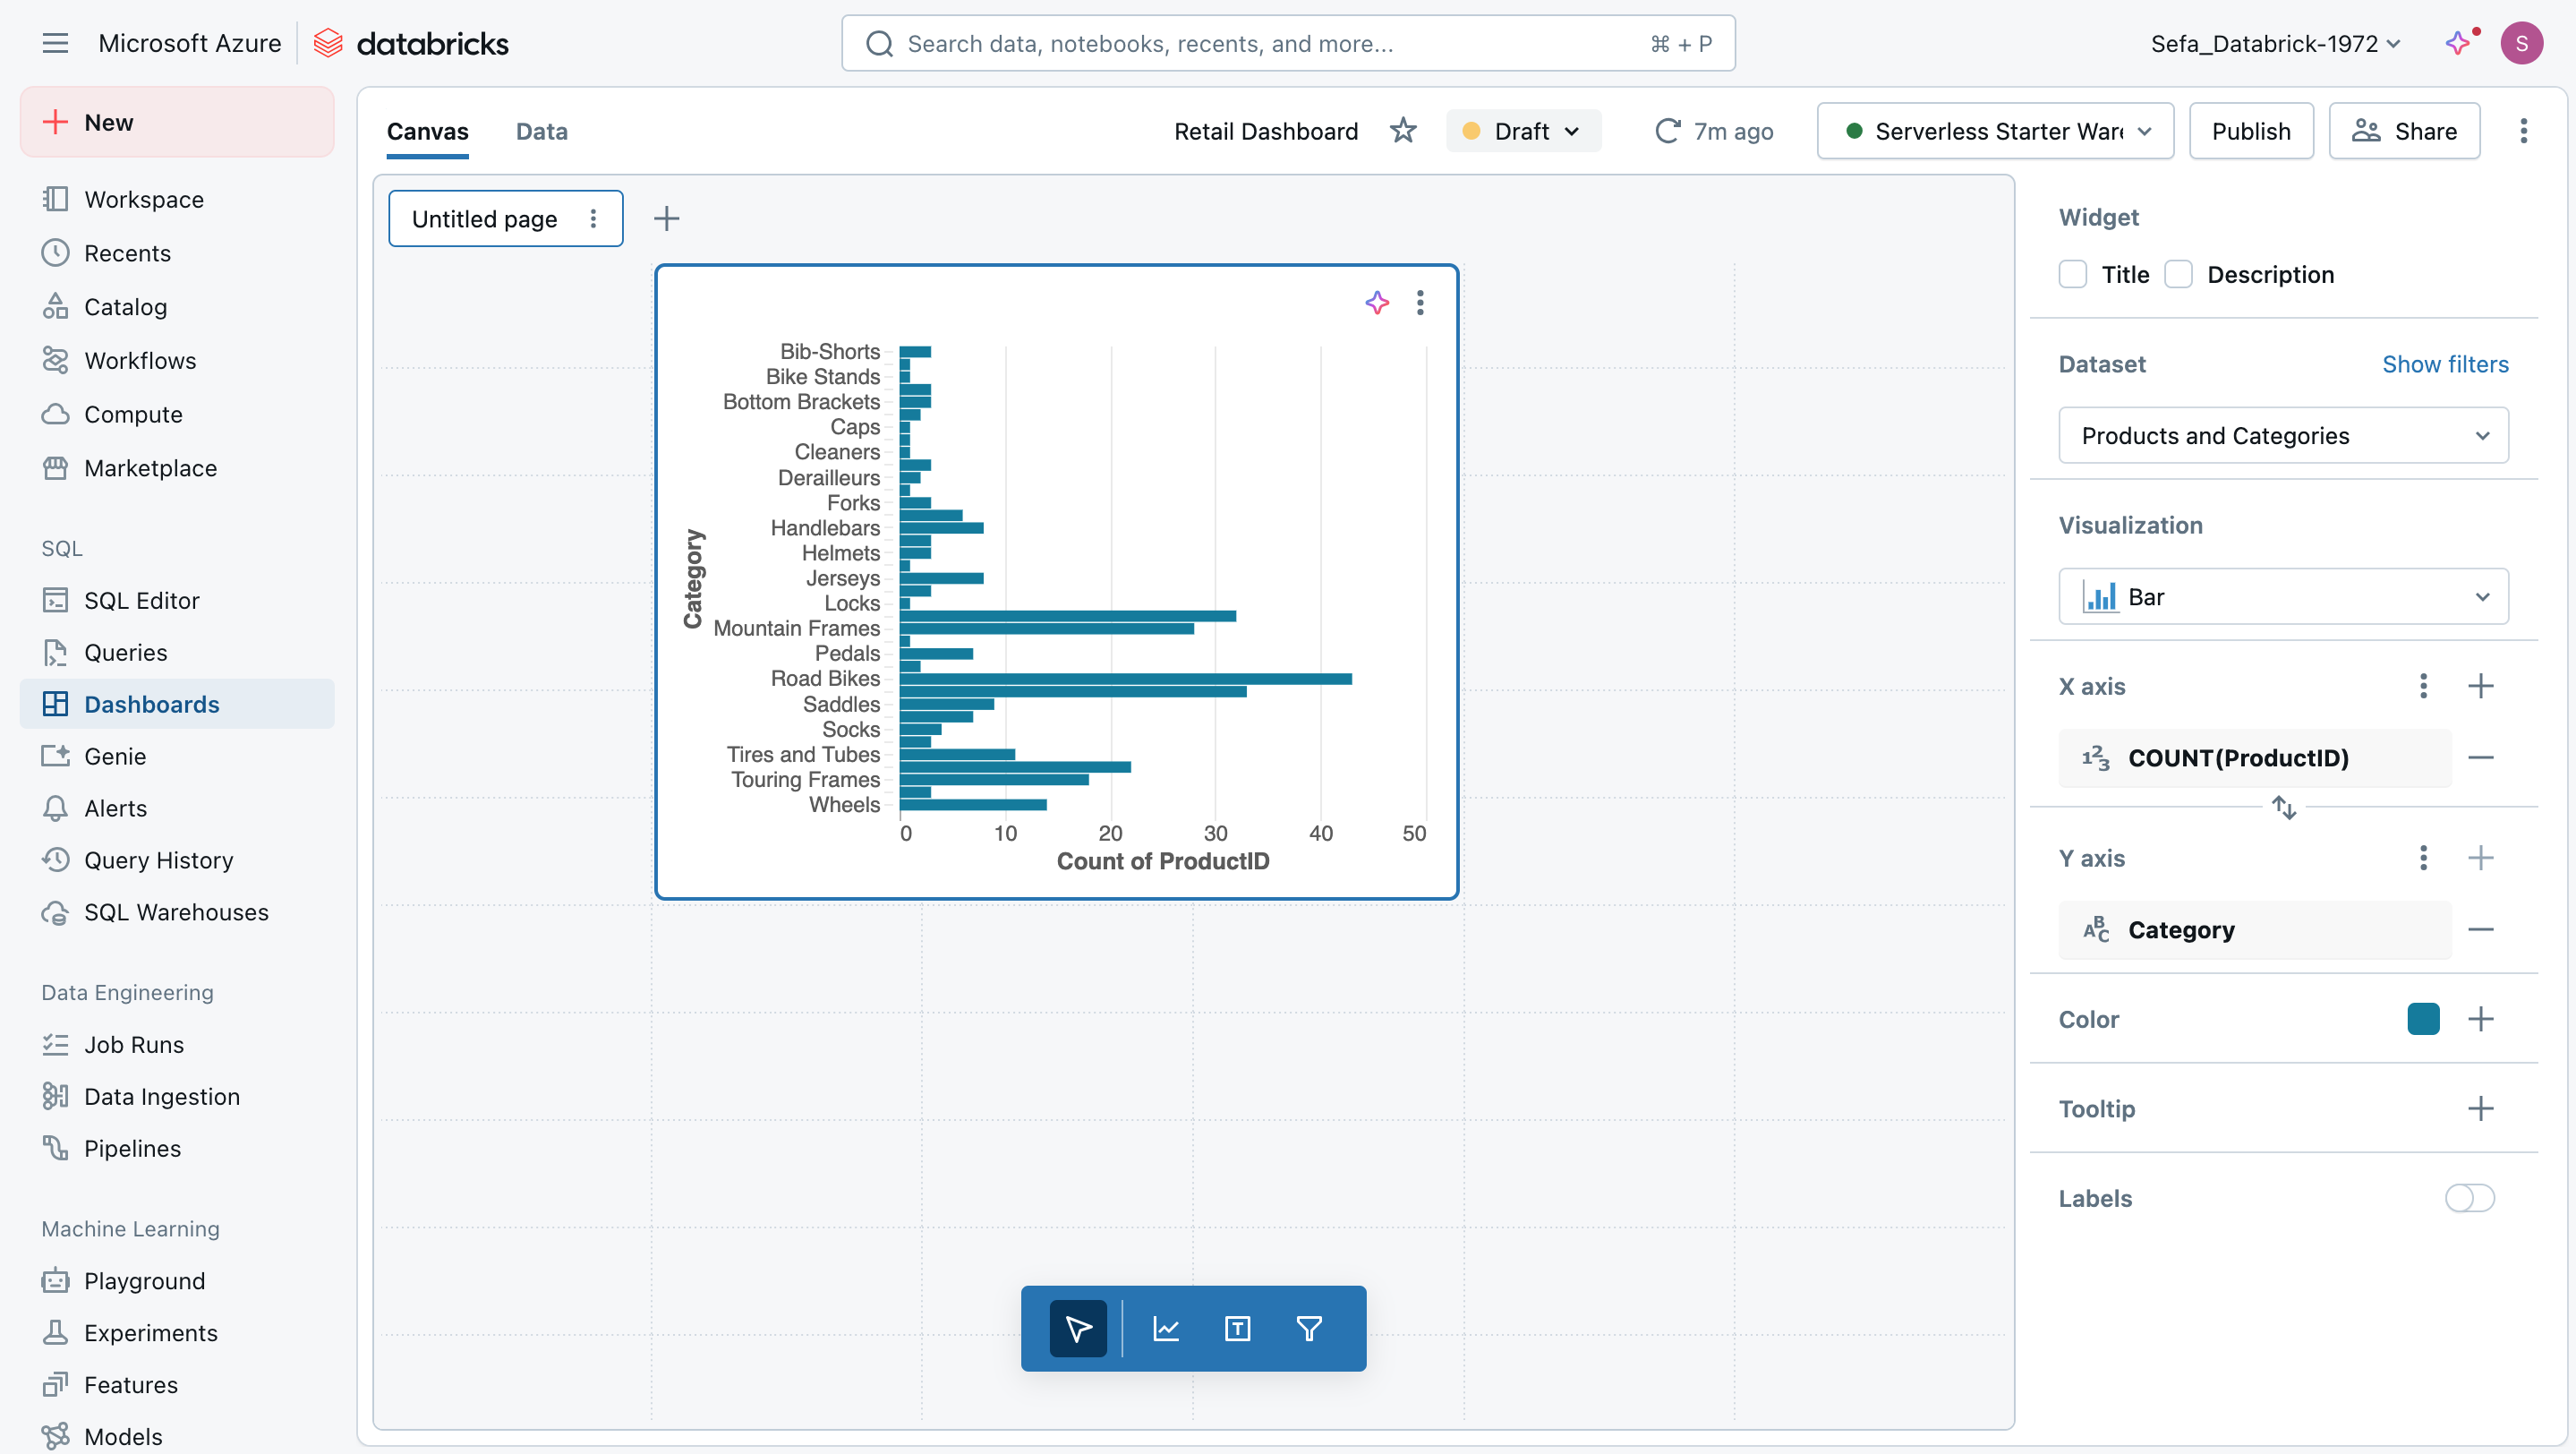 Microsoft Azure
databricks
Search data, notebooks, recents, and more...
⌘ + P
Sefa_Databrick-1972
S
New
Workspace
Recents
Catalog
Workflows
Compute
Marketplace
SQL
SQL Editor
Queries
Dashboards
Genie
Alerts
Query History
SQL Warehouses
Data Engineering
Job Runs
Data Ingestion
Pipelines
Machine Learning
Playground
Experiments
Features
Models
Canvas
Data
Retail Dashboard
Draft
7m ago
Serverless Starter Ware
Publish
Share
Untitled page
Category
Bib-Shorts
Bike Stands
Bottom Brackets
Caps
Cleaners
Derailleurs
Forks
Handlebars
Helmets
Jerseys
Locks
Mountain Frames
Pedals
Road Bikes
Saddles
Socks
Tires and Tubes
Touring Frames
Wheels
0 10 20 30 40 50
Count of ProductID
Widget
Title
Description
Dataset
Show filters
Products and Categories
Visualization
Bar
X axis
123
COUNT(ProductID)
Y axis
ABC
Category
Color
Tooltip
Labels